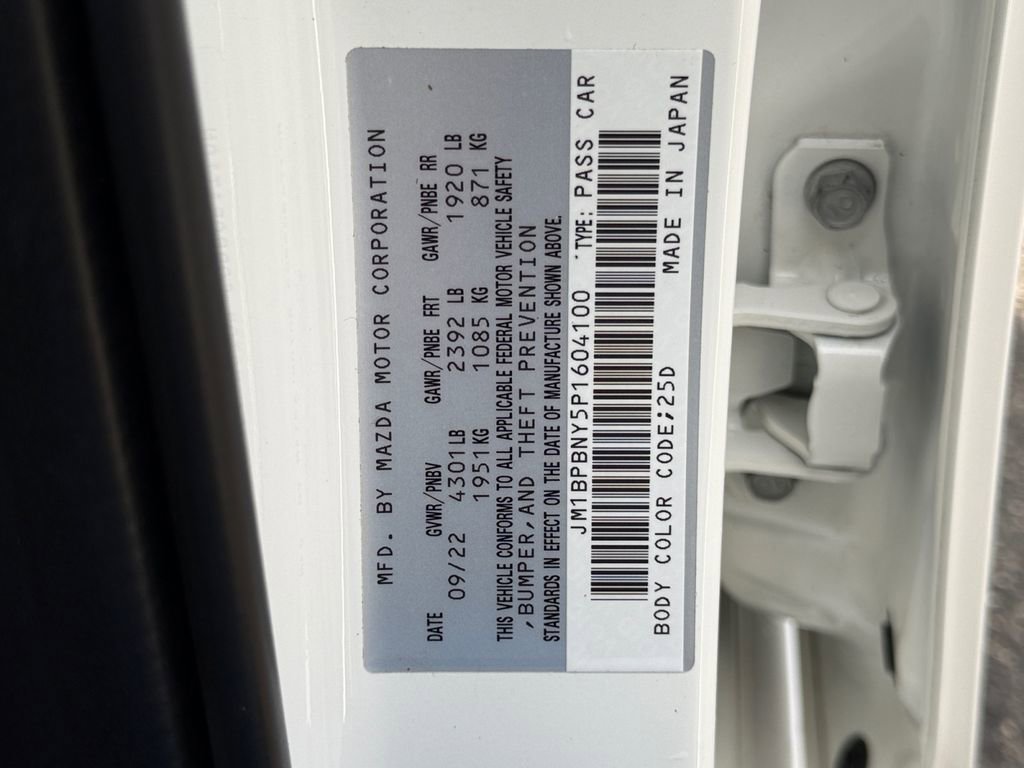 MFD. BY MAZDA MOTOR CORPORATION
DATE GVWR/PNBV GAWR/PNBE FRT GAWR/PNBE RR
09/22 4301LB 2392 LB 1920 LB
1951KG 1085 KG 871 KG
THIS VEHICLE CONFORMS TO ALL APPLICABLE FEDERAL MOTOR VEHICLE SAFETY
,BUMPER,AND THEFT PREVENTION
STANDARDS IN EFFECT ON THE DATE OF MANUFACTURE SHOWN ABOVE.
JM1BPBNY5P1604100 TYPE: PASS CAR
BODY COLOR CODE;25D MADE IN JAPAN